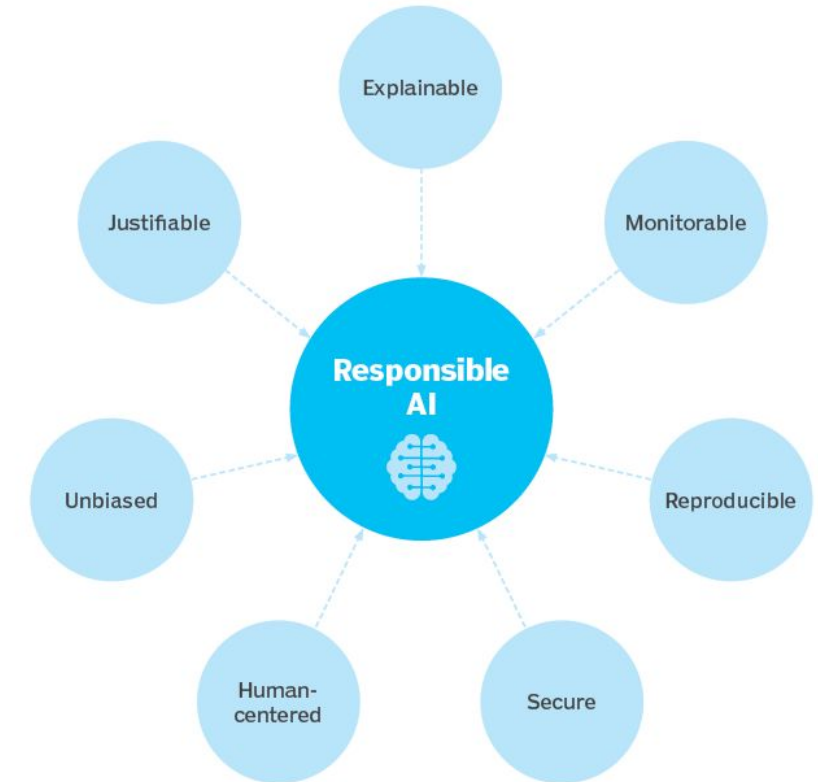 Explainable
Justifiable
Monitorable
Responsible
AI
Unbiased
Reproducible
Human-
centered
Secure